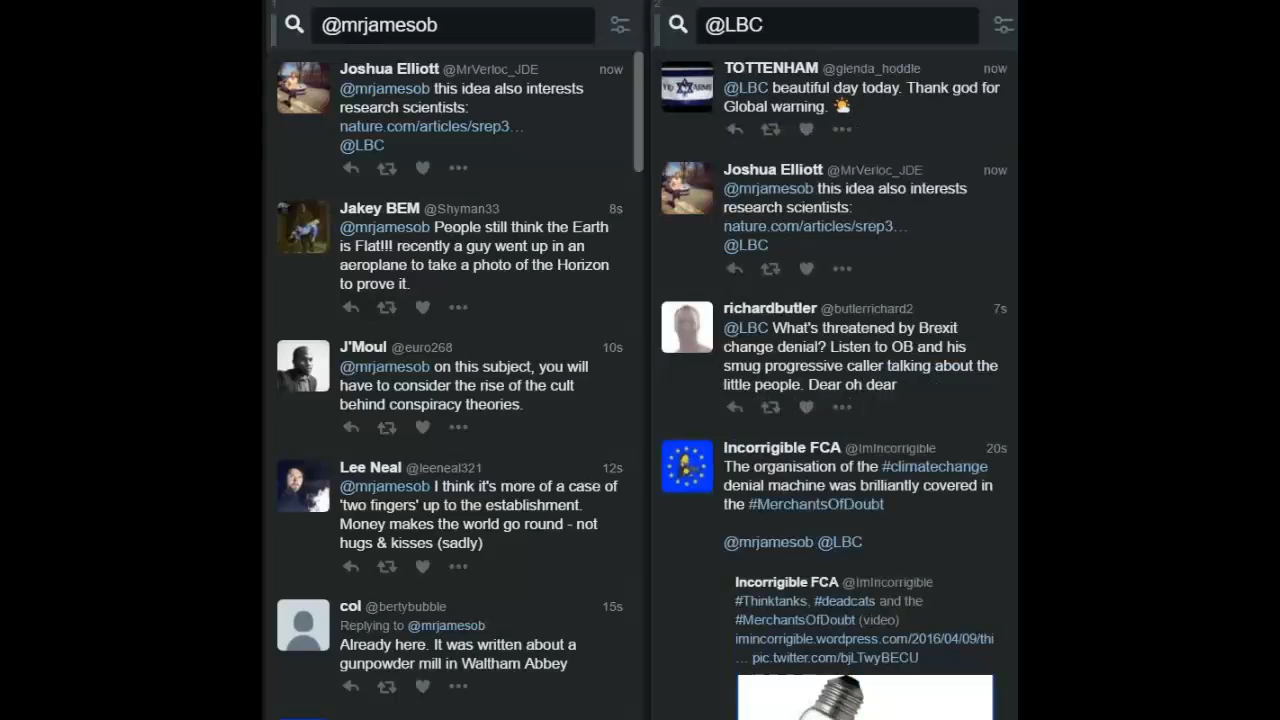 1
@mrjamesob
Joshua Elliott @MrVerloc_JDE now
@mrjamesob this idea also interests
research scientists:
nature.com/articles/srep3…
@LBC
Jakey BEM @Shyman33 8s
@mrjamesob People still think the Earth
is Flat!!! recently a guy went up in an
aeroplane to take a photo of the Horizon
to prove it.
J'Moul @euro268 10s
@mrjamesob on this subject, you will
have to consider the rise of the cult
behind conspiracy theories.
Lee Neal @leeneal321 12s
@mrjamesob I think it's more of a case of
'two fingers' up to the establishment.
Money makes the world go round - not
hugs & kisses (sadly)
col @bertybubble 15s
Replying to @mrjamesob
Already here. It was written about a
gunpowder mill in Waltham Abbey
2
@LBC
TOTTENHAM @glenda_hoddle now
@LBC beautiful day today. Thank god for
Global warning. 🌤️
Joshua Elliott @MrVerloc_JDE now
@mrjamesob this idea also interests
research scientists:
nature.com/articles/srep3…
@LBC
richardbutler @butlerrichard2 7s
@LBC What's threatened by Brexit
change denial? Listen to OB and his
smug progressive caller talking about the
little people. Dear oh dear
Incorrigible FCA @ImIncorrigible 20s
The organisation of the #climatechange
denial machine was brilliantly covered in
the #MerchantsOfDoubt
@mrjamesob @LBC
Incorrigible FCA @ImIncorrigible
#Thinktanks, #deadcats and the
#MerchantsOfDoubt (video)
imincorrigible.wordpress.com/2016/04/09/thi
… pic.twitter.com/bjLTwyBECU